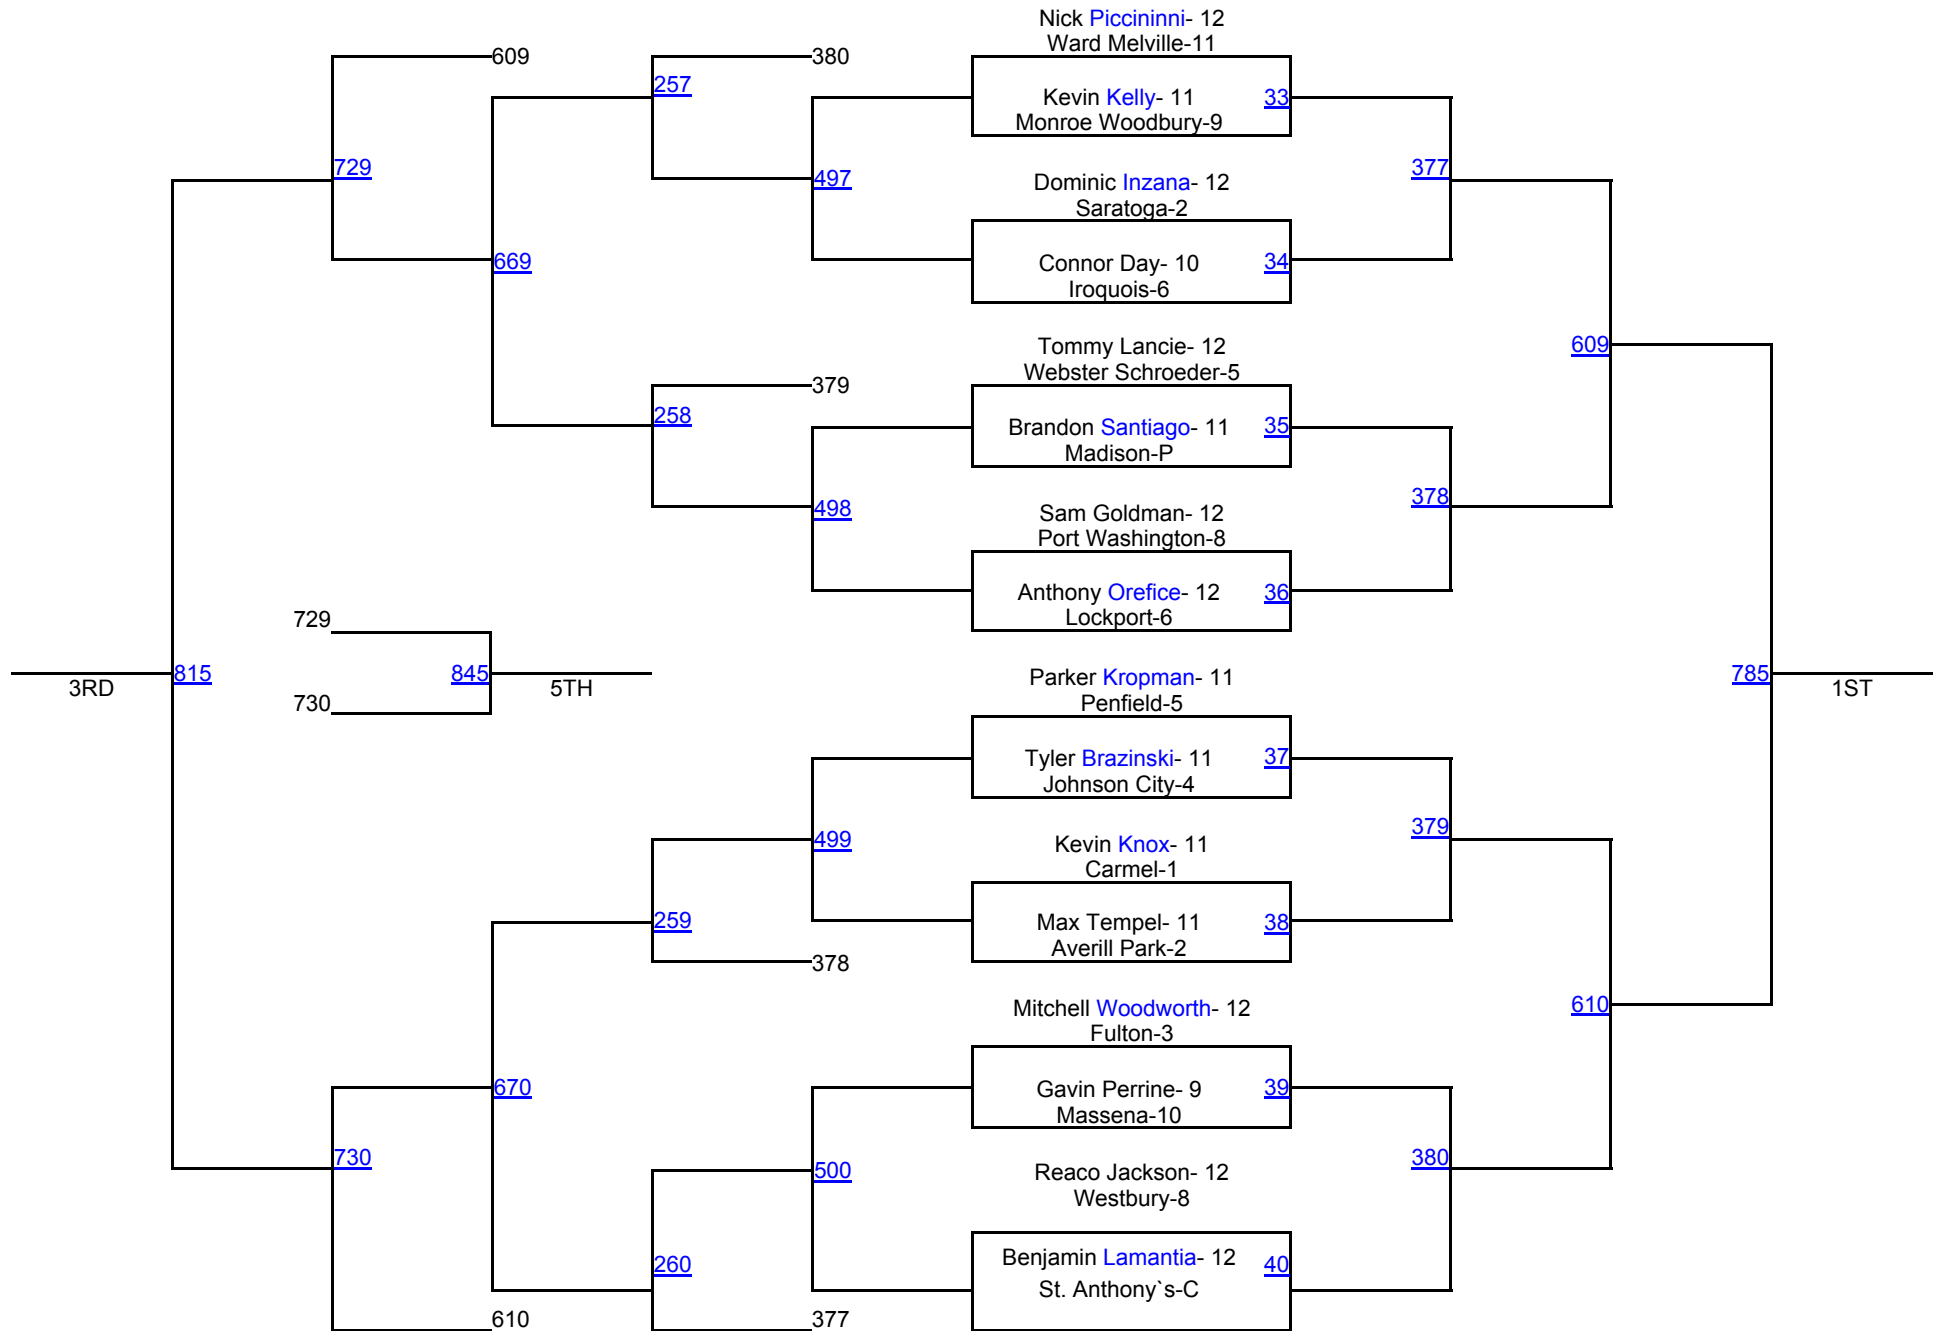 Nick Piccininni- 12
Ward Melville-11
609
380
257
Kevin Kelly- 11
33
Monroe Woodbury-9
729
497
377
Dominic Inzana- 12
Saratoga-2
669
Connor Day- 10
34
Iroquois-6
Tommy Lancie- 12
609
Webster Schroeder-5
379
258
Brandon Santiago- 11
35
Madison-P
498
378
Sam Goldman- 12
Port Washington-8
Anthony Orefice- 12
36
Lockport-6
729
815
845
Parker Kropman- 11
785
3RD
5TH
1ST
730
Penfield-5
Tyler Brazinski- 11
37
Johnson City-4
499
379
Kevin Knox- 11
Carmel-1
259
Max Tempel- 11
38
Averill Park-2
378
Mitchell Woodworth- 12
610
Fulton-3
670
Gavin Perrine- 9
39
Massena-10
730
500
380
Reaco Jackson- 12
Westbury-8
260
Benjamin Lamantia- 12
40
St. Anthony`s-C
610
377